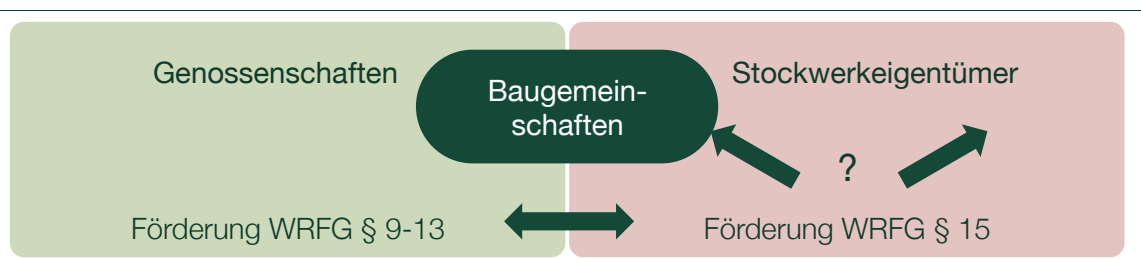 Genossenschaften
Baugemein-
schaften
Stockwerkeigentümer
?
Förderung WRFG § 9-13
Förderung WRFG § 15